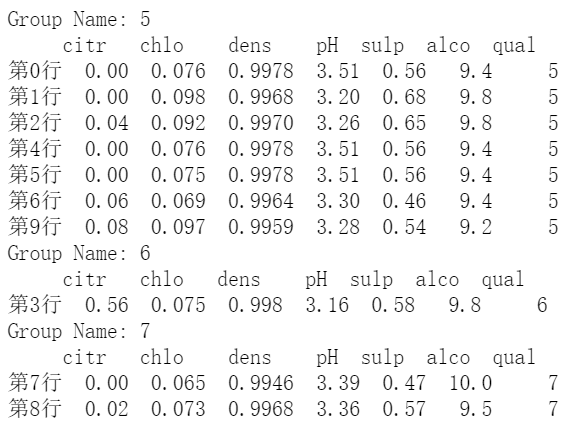 Group Name: 5
citr chlo dens pH sulp alco qual
第0行 0.00 0.076 0.9978 3.51 0.56 9.4 5
第1行 0.00 0.098 0.9968 3.20 0.68 9.8 5
第2行 0.04 0.092 0.9970 3.26 0.65 9.8 5
第4行 0.00 0.076 0.9978 3.51 0.56 9.4 5
第5行 0.00 0.075 0.9978 3.51 0.56 9.4 5
第6行 0.06 0.069 0.9964 3.30 0.46 9.4 5
第9行 0.08 0.097 0.9959 3.28 0.54 9.2 5
Group Name: 6
citr chlo dens pH sulp alco qual
第3行 0.56 0.075 0.998 3.16 0.58 9.8 6
Group Name: 7
citr chlo dens pH sulp alco qual
第7行 0.00 0.065 0.9946 3.39 0.47 10.0 7
第8行 0.02 0.073 0.9968 3.36 0.57 9.5 7